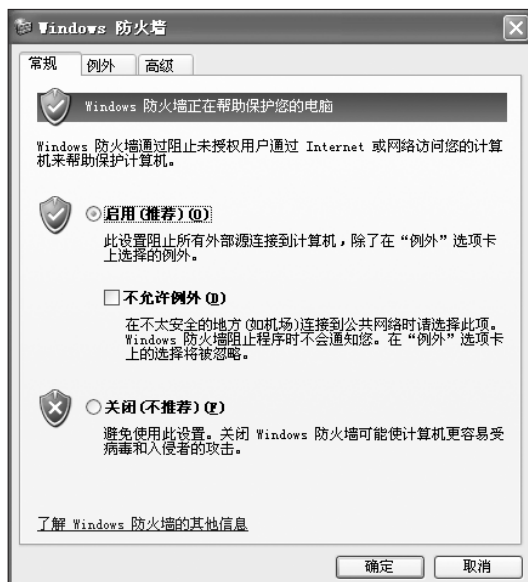 Windows 防火墙
常规 例外 高级
Windows 防火墙正在帮助保护您的电脑
Windows 防火墙通过阻止未授权用户通过 Internet 或网络访问您的计算
机来帮助保护计算机。
启用(推荐)(O)
此设置阻止所有外部源连接到计算机，除了在“例外”选项卡
上选择的例外。
不允许例外(D)
在不太安全的地方(如机场)连接到公共网络时请选择此项。
Windows 防火墙阻止程序时不会通知您。在“例外”选项卡
上的选择将被忽略。
关闭(不推荐)(F)
避免使用此设置。关闭 Windows 防火墙可能使计算机更容易受
病毒和入侵者的攻击。
了解 Windows 防火墙的其他信息
确定 取消